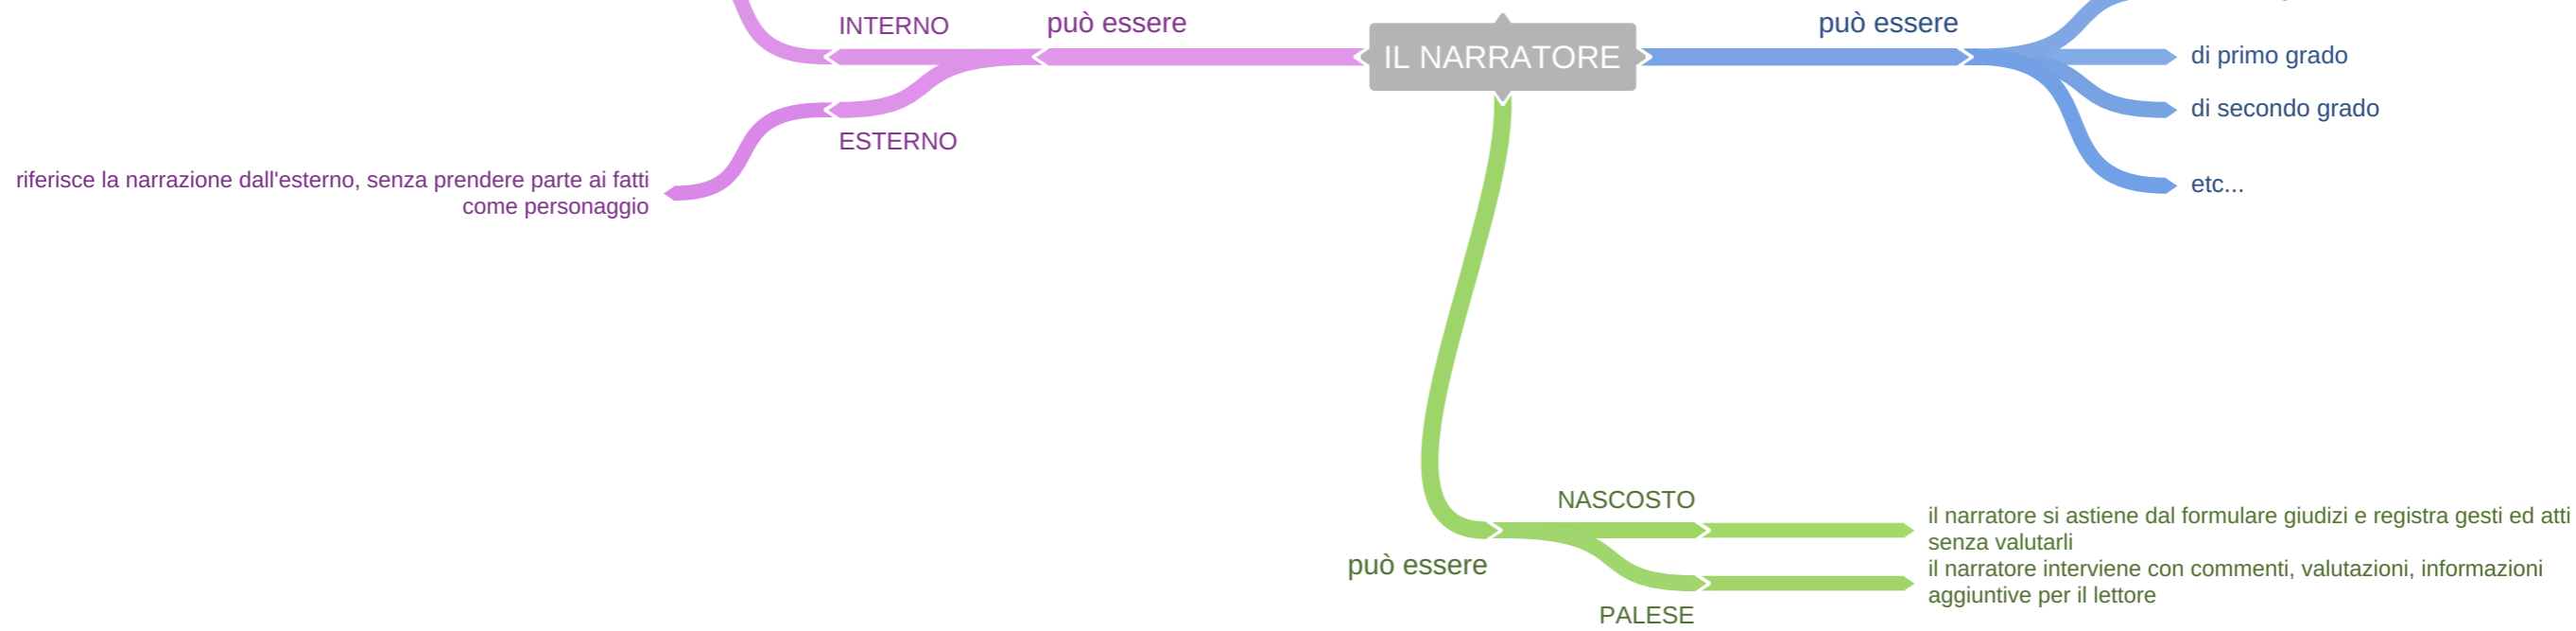 INTERNO
può essere
IL NARRATORE
può essere
di primo grado
di secondo grado
ESTERNO
riferisce la narrazione dall'esterno, senza prendere parte ai fatti
come personaggio
etc...
NASCOSTO
il narratore si astiene dal formulare giudizi e registra gesti ed atti
senza valutarli
può essere
il narratore interviene con commenti, valutazioni, informazioni
aggiuntive per il lettore
PALESE